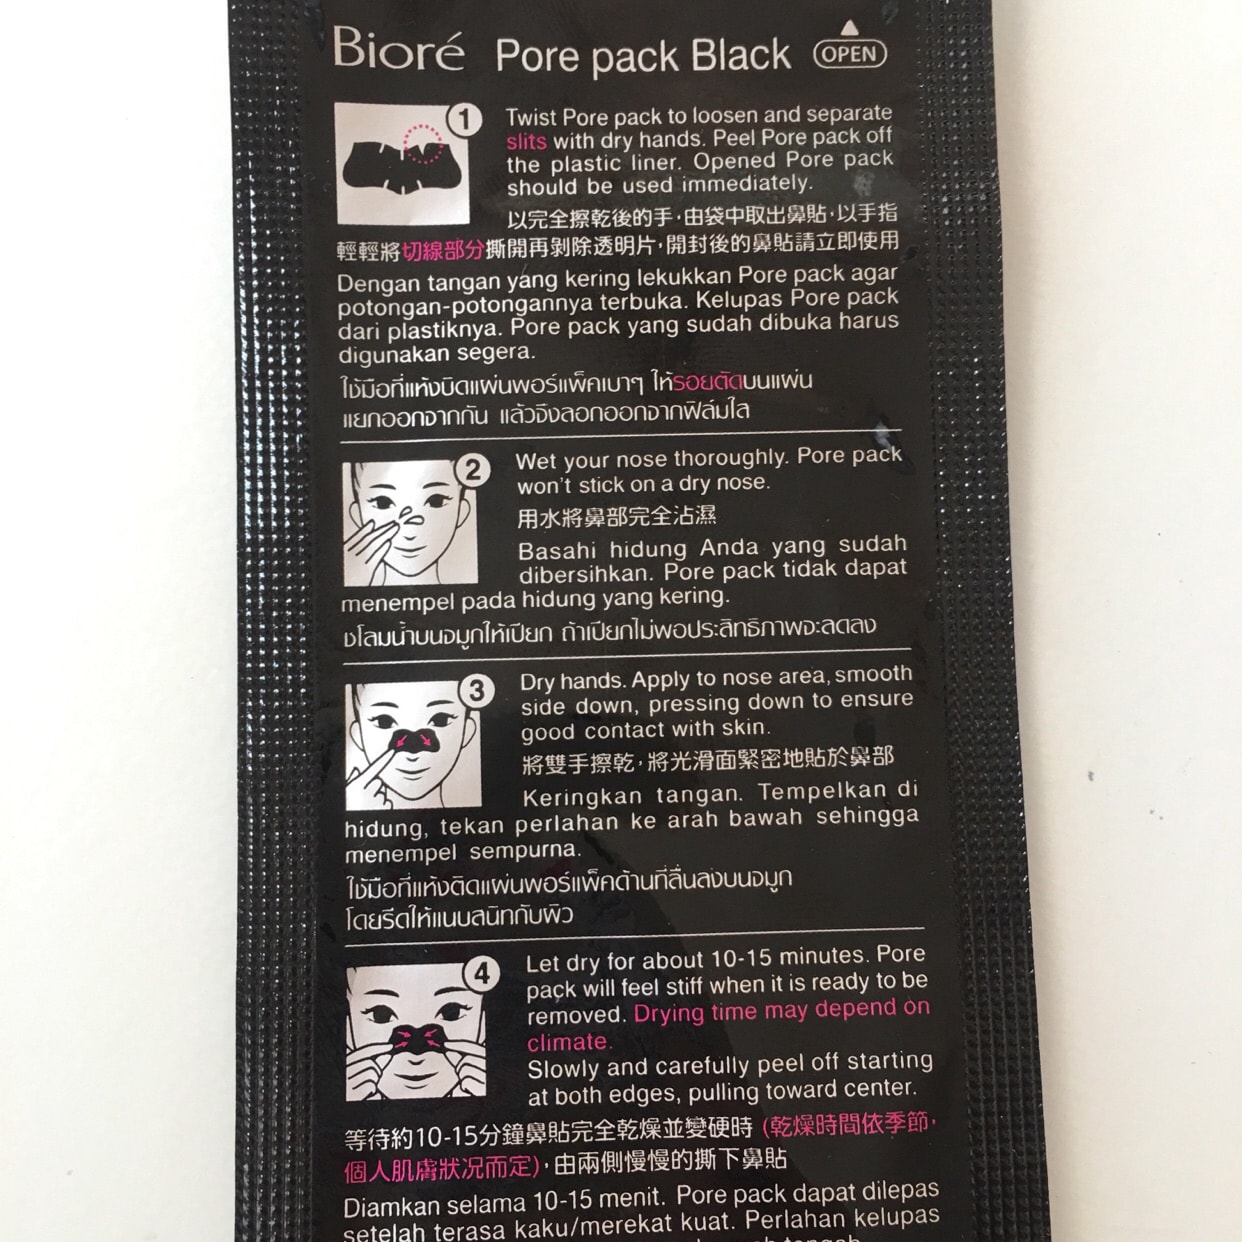 Bioré Pore pack Black OPEN
1
Twist Pore pack to loosen and separate
slits with dry hands. Peel Pore pack off
the plastic liner. Opened Pore pack
should be used immediately.
以完全擦乾後的手·由袋中取出鼻貼·以手指
輕輕將切線部分撕開再剝除透明片·開封後的鼻貼請立即使用
Dengan tangan yang kering lekukkan Pore pack agar
potongan-potongannya terbuka. Kelupas Pore pack
dari plastiknya. Pore pack yang sudah dibuka harus
digunakan segera.
ใช้มือที่แห้งบิดแผ่นพอร์แพ็คเบาๆ ให้รอยตัดบนแผ่น
แยกออกจากกัน แล้วจึงลอกออกจากฟิล์มใส
2
Wet your nose thoroughly. Pore pack
won't stick on a dry nose.
用水將鼻部完全沾濕
Basahi hidung Anda yang sudah
dibersihkan. Pore pack tidak dapat
menempel pada hidung yang kering.
ชโลมน้ำบนจมูกให้เปียก ถ้าเปียกไม่พอประสิทธิภาพจะลดลง
3
Dry hands. Apply to nose area, smooth
side down, pressing down to ensure
good contact with skin.
將雙手擦乾·將光滑面緊密地貼於鼻部
Keringkan tangan. Tempelkan di
hidung, tekan perlahan ke arah bawah sehingga
menempel sempurna.
ใช้มือที่แห้งติดแผ่นพอร์แพ็คด้านที่ลื่นลงบนจมูก
โดยรีดให้แนบสนิทกับผิว
4
Let dry for about 10-15 minutes. Pore
pack will feel stiff when it is ready to be
removed. Drying time may depend on
climate.
Slowly and carefully peel off starting
at both edges, pulling toward center.
等待約10-15分鐘鼻貼完全乾燥並變硬時 (乾燥時間依季節·
個人肌膚狀況而定)·由兩側慢慢的撕下鼻貼
Diamkan selama 10-15 menit. Pore pack dapat dilepas
setelah terasa kaku/merekat kuat. Perlahan kelupas